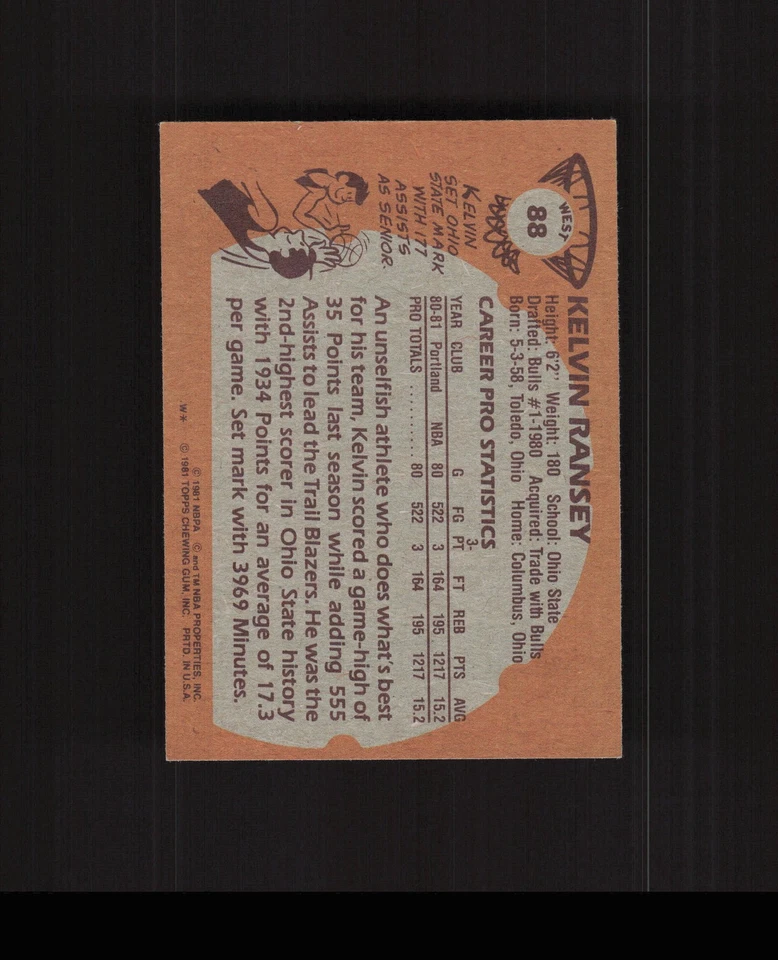 WEST
88
KELVIN RANSEY
Height: 6'2" Weight: 180 School: Ohio State
Drafted: Bulls #1-1980 Acquired: Trade with Bulls
Born: 5-3-58, Toledo, Ohio Home: Columbus, Ohio
CAREER PRO STATISTICS
3-
YEAR CLUB G FG PT FT REB PTS AVG
80-81 Portland NBA 80 522 3 164 195 1217 15.2
PRO TOTALS ........... 80 522 3 164 195 1217 15.2
KELVIN
SET OHIO
STATE MARK
WITH 177
ASSISTS
AS SENIOR.
An unselfish athlete who does what's best
for his team, Kelvin scored a game-high of
35 Points last season while adding 555
Assists to lead the Trail Blazers. He was the
2nd-highest scorer in Ohio State history
with 1934 Points for an average of 17.3
per game. Set mark with 3969 Minutes.
© 1981 NBPA © and TM NBA PROPERTIES, INC.
.W* © 1981 TOPPS CHEWING GUM, INC. PRTD. IN U.S.A.